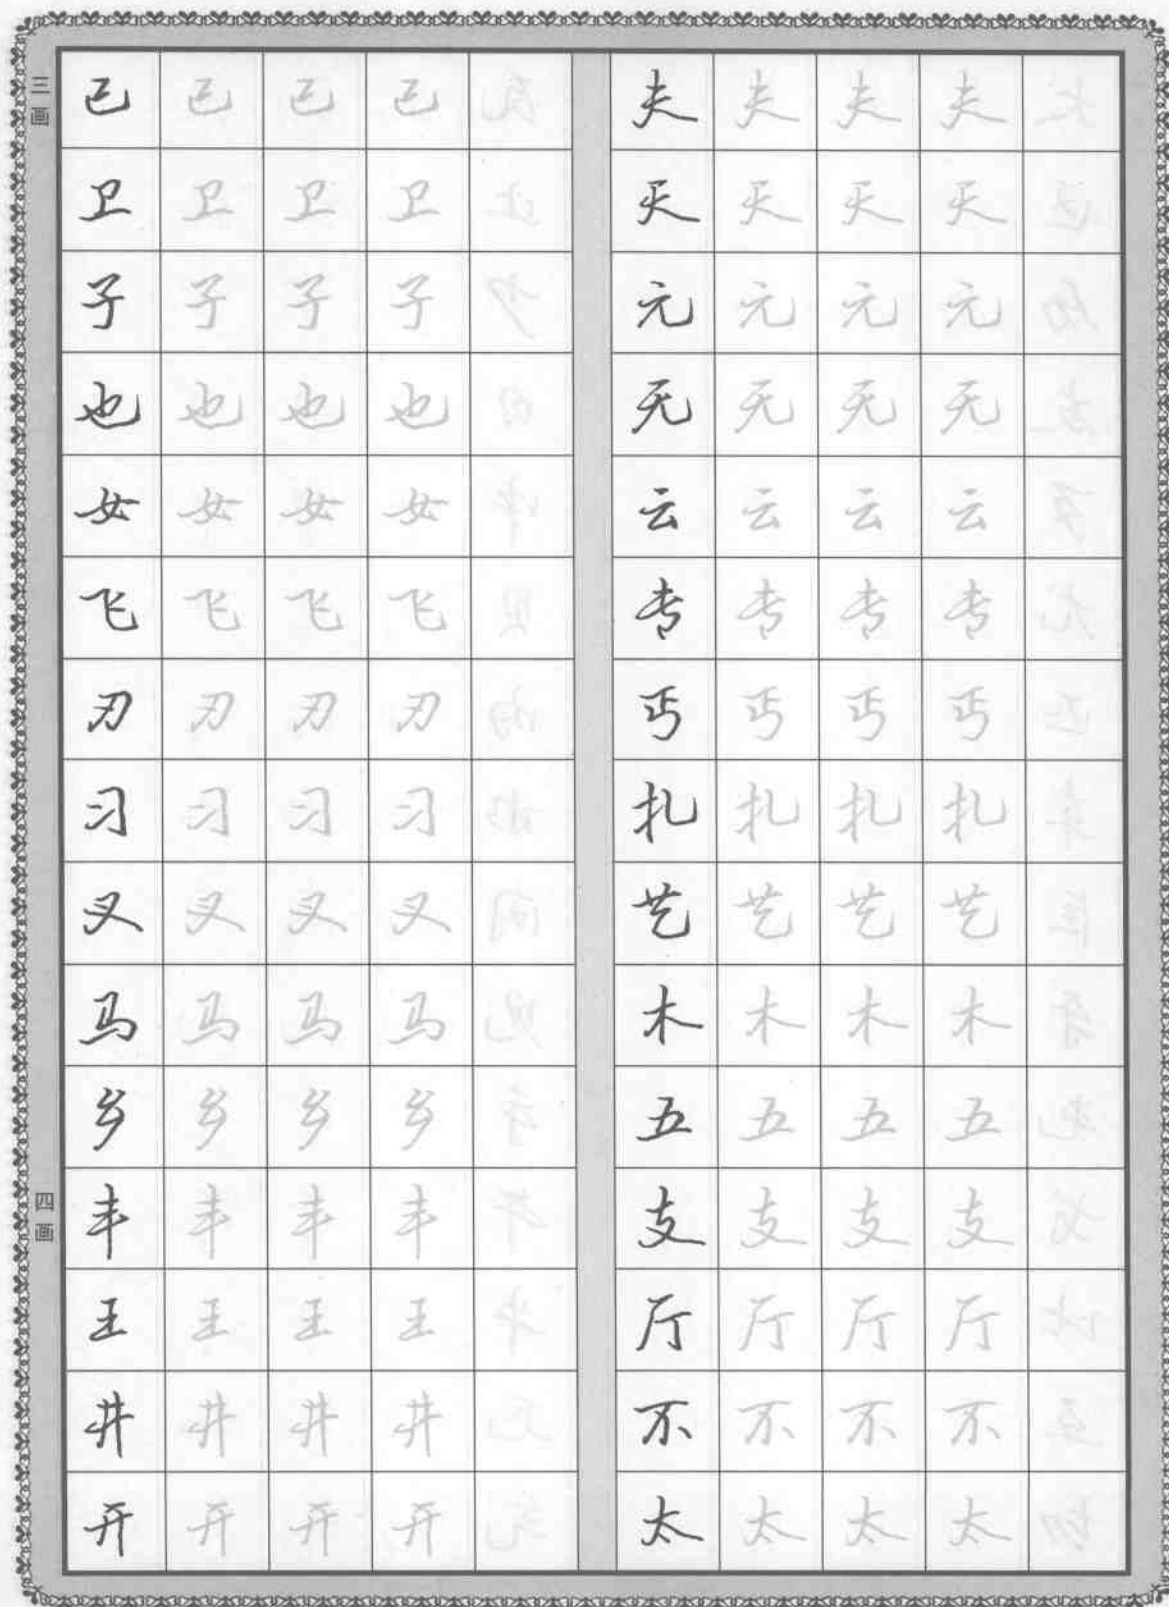 三画
已 已 已 已
卫 卫 卫 卫
子 子 子 子
也 也 也 也
女 女 女 女
飞 飞 飞 飞
刃 刃 刃 刃
习 习 习 习
叉 叉 叉 叉
马 马 马 马
乡 乡 乡 乡
四画
丰 丰 丰 丰
王 王 王 王
井 井 井 井
开 开 开 开
夫 夫 夫 夫
天 天 天 天
元 元 元 元
无 无 无 无
云 云 云 云
专 专 专 专
丐 丐 丐 丐
扎 扎 扎 扎
艺 艺 艺 艺
木 木 木 木
五 五 五 五
支 支 支 支
厅 厅 厅 厅
不 不 不 不
太 太 太 太